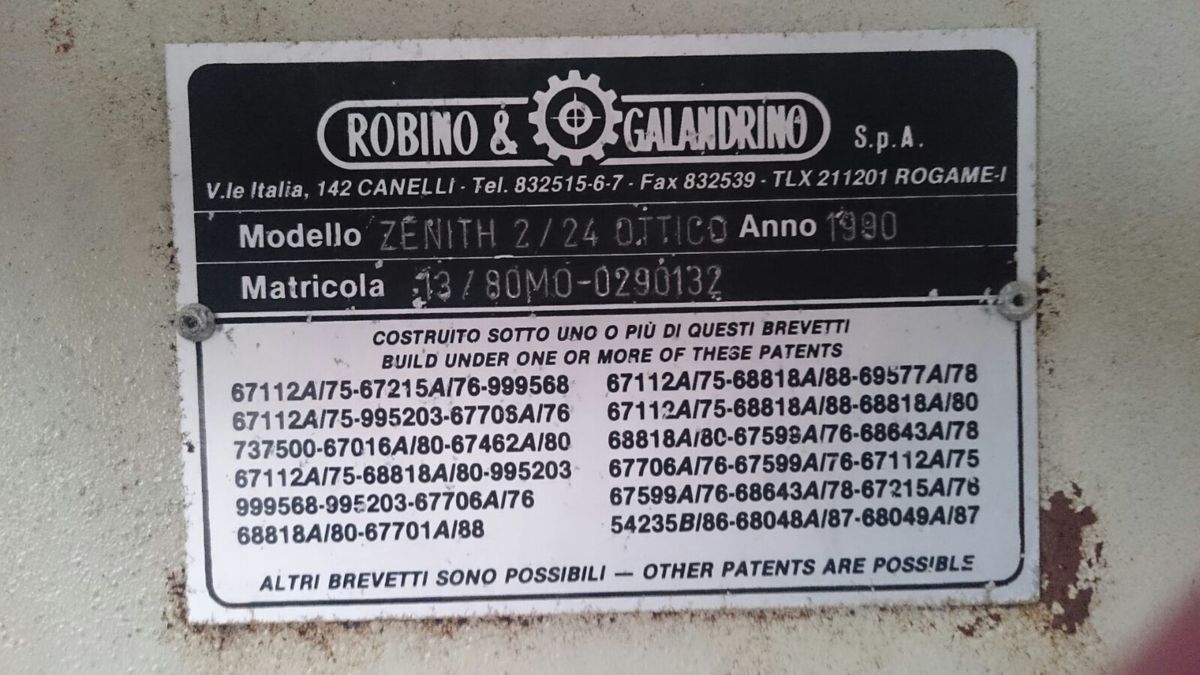 ROBINO & GALANDRINO S.p.A.
V.le Italia, 142 CANELLI - Tel. 832515-6-7 - Fax 832539 - TLX 211201 ROGAME-I
Modello ZENITH 2/24 OTTICO Anno 1990
Matricola 13/80MO-0290132
COSTRUITO SOTTO UNO O PIÙ DI QUESTI BREVETTI
BUILD UNDER ONE OR MORE OF THESE PATENTS
67112A/75-67215A/76-999568 67112A/75-68818A/88-69577A/78
67112A/75-995203-67706A/76 67112A/75-68818A/88-68818A/80
737500-67016A/80-67462A/80 68818A/80-67599A/76-68643A/78
67112A/75-68818A/80-995203 67706A/76-67599A/76-67112A/75
999568-995203-67706A/76 67599A/76-68643A/78-67215A/76
68818A/80-67701A/88 54235B/86-68048A/87-68049A/87
ALTRI BREVETTI SONO POSSIBILI — OTHER PATENTS ARE POSSIBLE